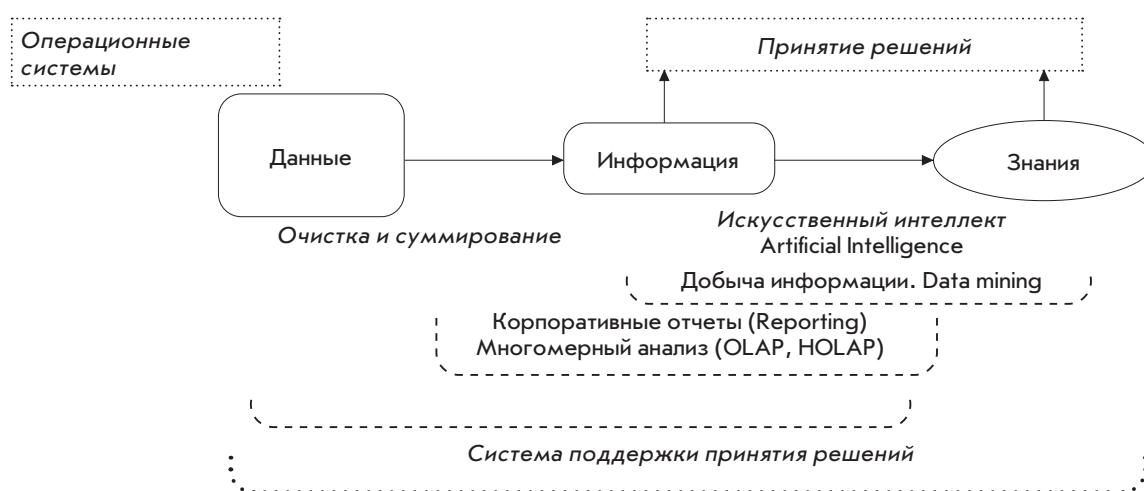 Операционные
системы
Принятие решений
Данные
Информация
Знания
Очистка и суммирование
Искусственный интеллект
Artificial Intelligence
Добыча информации. Data mining
Корпоративные отчеты (Reporting)
Многомерный анализ (OLAP, HOLAP)
Система поддержки принятия решений